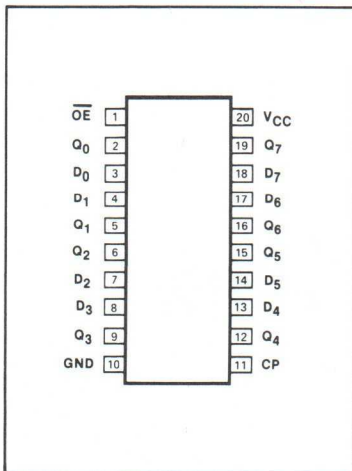 OE 1 20 VCC
Q0 2 19 Q7
D0 3 18 D7
D1 4 17 D6
Q1 5 16 Q6
Q2 6 15 Q5
D2 7 14 D5
D3 8 13 D4
Q3 9 12 Q4
GND 10 11 CP